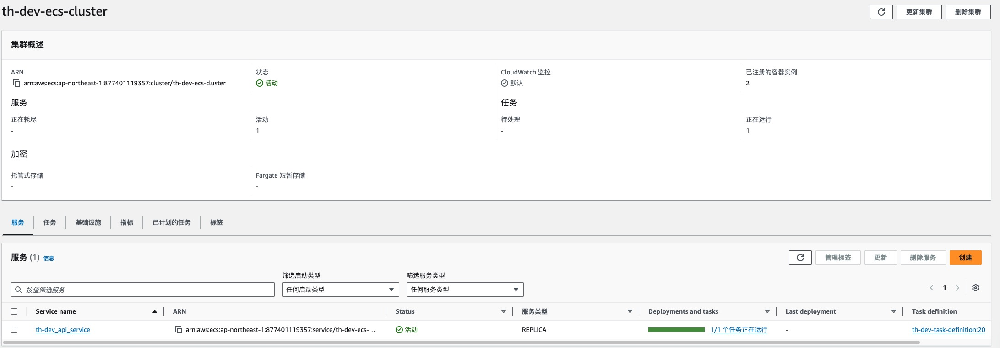 th-dev-ecs-cluster
更新集群
删除集群
集群概述
ARN
arn:aws:ecs:ap-northeast-1:877401119357:cluster/th-dev-ecs-cluster
状态
活动
CloudWatch 监控
默认
已注册的容器实例
2
服务
任务
正在耗尽
-
活动
1
待处理
-
正在运行
1
加密
托管式存储
-
Fargate 短暂存储
-
服务
任务
基础设施
指标
已计划的任务
标签
服务 (1) 信息
管理标签
更新
删除服务
创建
筛选启动类型
筛选服务类型
按值筛选服务
任何启动类型
任何服务类型
1
Service name
ARN
Status
服务类型
Deployments and tasks
Last deployment
Task definition
th-dev_api_service
arn:aws:ecs:ap-northeast-1:877401119357:service/th-dev-ecs-...
活动
REPLICA
1/1 个任务正在运行
-
th-dev-task-definition:20